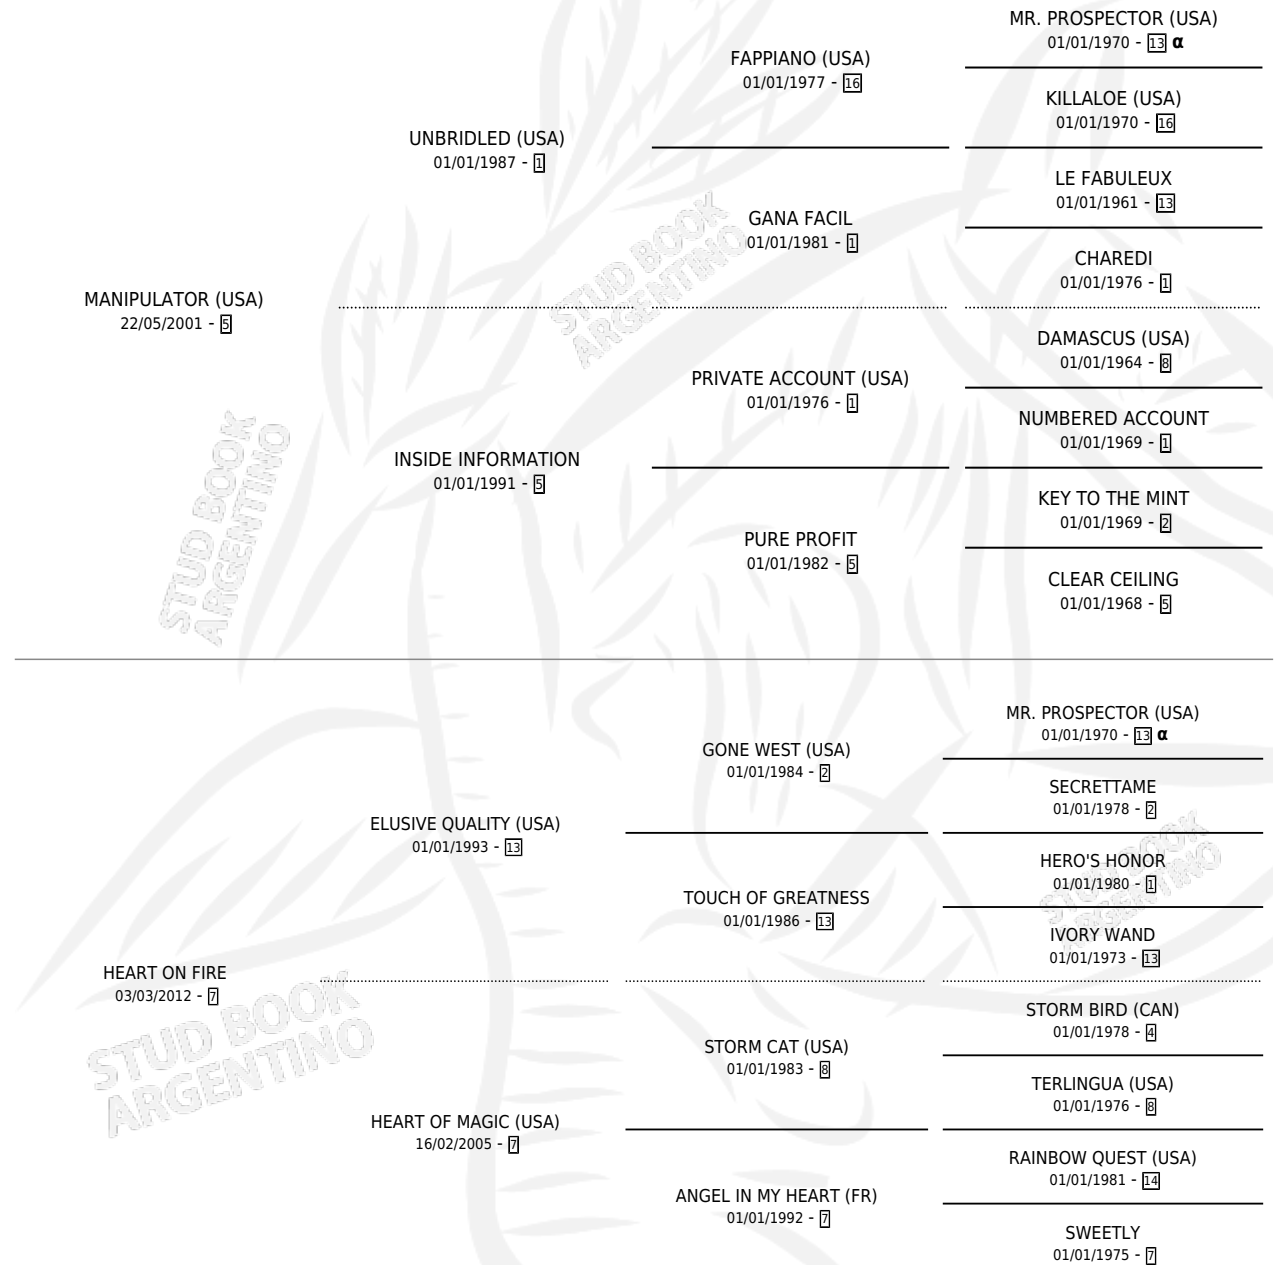 MR. PROSPECTOR (USA)
01/01/1970 - 13 α
FAPPIANO (USA)
01/01/1977 - 16
KILLALOE (USA)
01/01/1970 - 16
UNBRIDLED (USA)
01/01/1987 - 1
LE FABULEUX
01/01/1961 - 13
GANA FACIL
01/01/1981 - 1
CHAREDI
01/01/1976 - 1
STUD BOOK
ARGENTINO
MANIPULATOR (USA)
22/05/2001 - 5
DAMASCUS (USA)
01/01/1964 - 8
PRIVATE ACCOUNT (USA)
01/01/1976 - 1
NUMBERED ACCOUNT
01/01/1969 - 1
INSIDE INFORMATION
01/01/1991 - 5
KEY TO THE MINT
01/01/1969 - 2
PURE PROFIT
01/01/1982 - 5
CLEAR CEILING
01/01/1968 - 5
STUD BOOK
ARGENTINO
MR. PROSPECTOR (USA)
01/01/1970 - 13 α
GONE WEST (USA)
01/01/1984 - 2
SECRETTAME
01/01/1978 - 2
ELUSIVE QUALITY (USA)
01/01/1993 - 13
HERO'S HONOR
01/01/1980 - 1
TOUCH OF GREATNESS
01/01/1986 - 13
IVORY WAND
01/01/1973 - 13
STUD BOOK
ARGENTINO
HEART ON FIRE
03/03/2012 - 7
STORM BIRD (CAN)
01/01/1978 - 4
STORM CAT (USA)
01/01/1983 - 8
TERLINGUA (USA)
01/01/1976 - 8
STUD BOOK
ARGENTINO
HEART OF MAGIC (USA)
16/02/2005 - 7
RAINBOW QUEST (USA)
01/01/1981 - 14
ANGEL IN MY HEART (FR)
01/01/1992 - 7
SWEETLY
01/01/1975 - 7